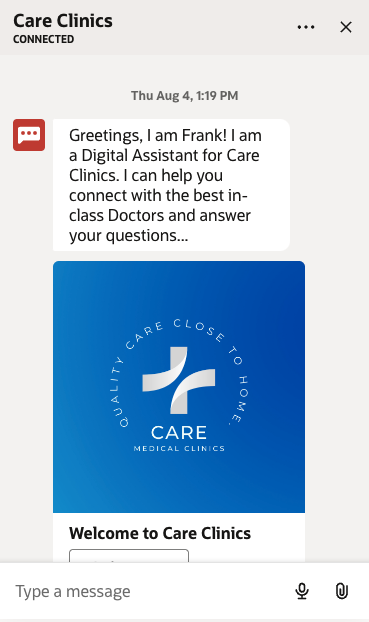 Care Clinics
CONNECTED
Thu Aug 4, 1:19 PM
Greetings, I am Frank! I am
a Digital Assistant for Care
Clinics. I can help you
connect with the best in-
class Doctors and answer
your questions...
QUALITY CARE CLOSE TO HOME.
CARE
MEDICAL CLINICS
Welcome to Care Clinics
Type a message